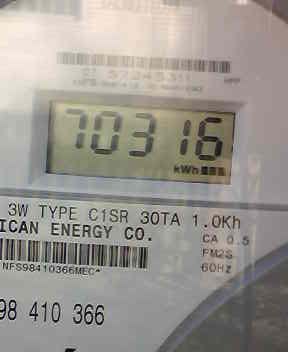 70316
kWh
3W TYPE C1SR 30TA 1.0Kh
ICAN ENERGY CO.
CA 0.5
FM2S
60Hz
NFS98410366MEC*
98 410 366